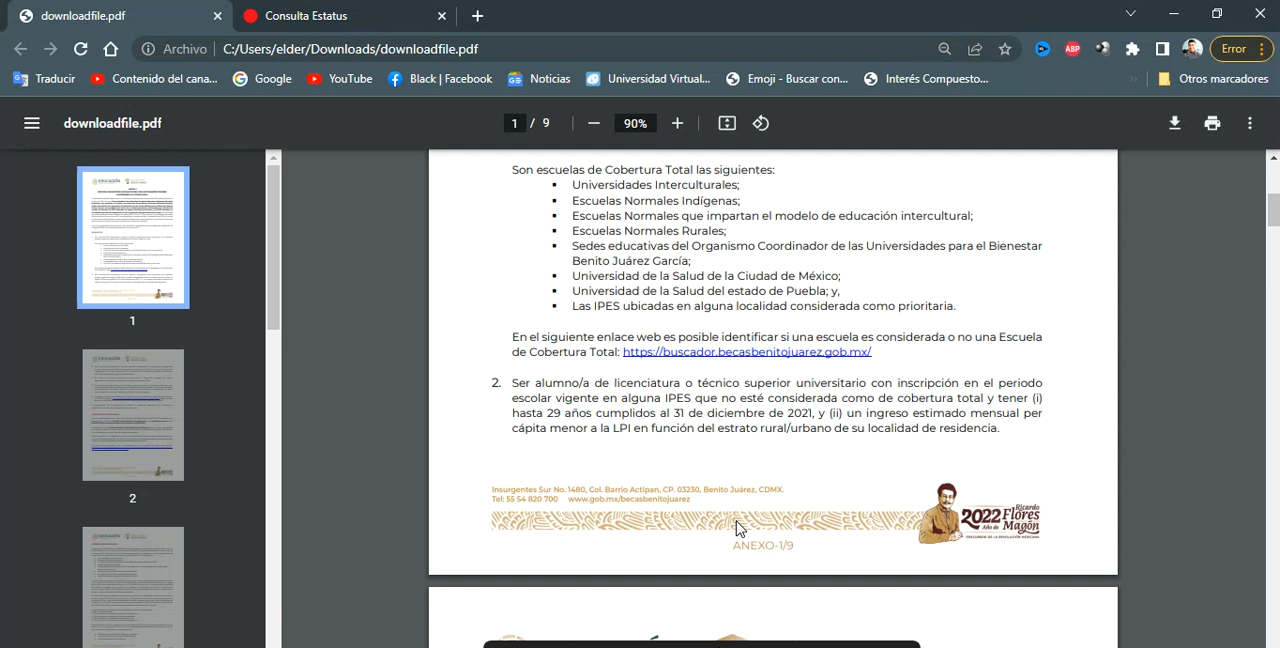 downloadfile.pdf
Consulta Estatus
Archivo C:/Users/elder/Downloads/downloadfile.pdf
ABP
Error
Traducir
Contenido del cana...
Google
YouTube
Black | Facebook
Noticias
Universidad Virtual...
Emoji - Buscar con...
Interés Compuesto...
Otros marcadores
downloadfile.pdf
1 / 9
90%
1
2
Son escuelas de Cobertura Total las siguientes:
▪ Universidades Interculturales;
▪ Escuelas Normales Indígenas;
▪ Escuelas Normales que impartan el modelo de educación intercultural;
▪ Escuelas Normales Rurales;
▪ Sedes educativas del Organismo Coordinador de las Universidades para el Bienestar
Benito Juárez García;
▪ Universidad de la Salud de la Ciudad de México;
▪ Universidad de la Salud del estado de Puebla; y,
▪ Las IPES ubicadas en alguna localidad considerada como prioritaria.
En el siguiente enlace web es posible identificar si una escuela es considerada o no una Escuela
de Cobertura Total: https://buscador.becasbenitojuarez.gob.mx/
2. Ser alumno/a de licenciatura o técnico superior universitario con inscripción en el periodo
escolar vigente en alguna IPES que no esté considerada como de cobertura total y tener (i)
hasta 29 años cumplidos al 31 de diciembre de 2021, y (ii) un ingreso estimado mensual per
cápita menor a la LPI en función del estrato rural/urbano de su localidad de residencia.
Insurgentes Sur No. 1480, Col. Barrio Actipan, CP. 03230, Benito Juárez, CDMX.
Tel: 55 54 820 700 www.gob.mx/becasbenitojuarez
2022 Ricardo
Año de Flores
Magón
PRECURSOR DE LA REVOLUCIÓN MEXICANA
ANEXO-1/9